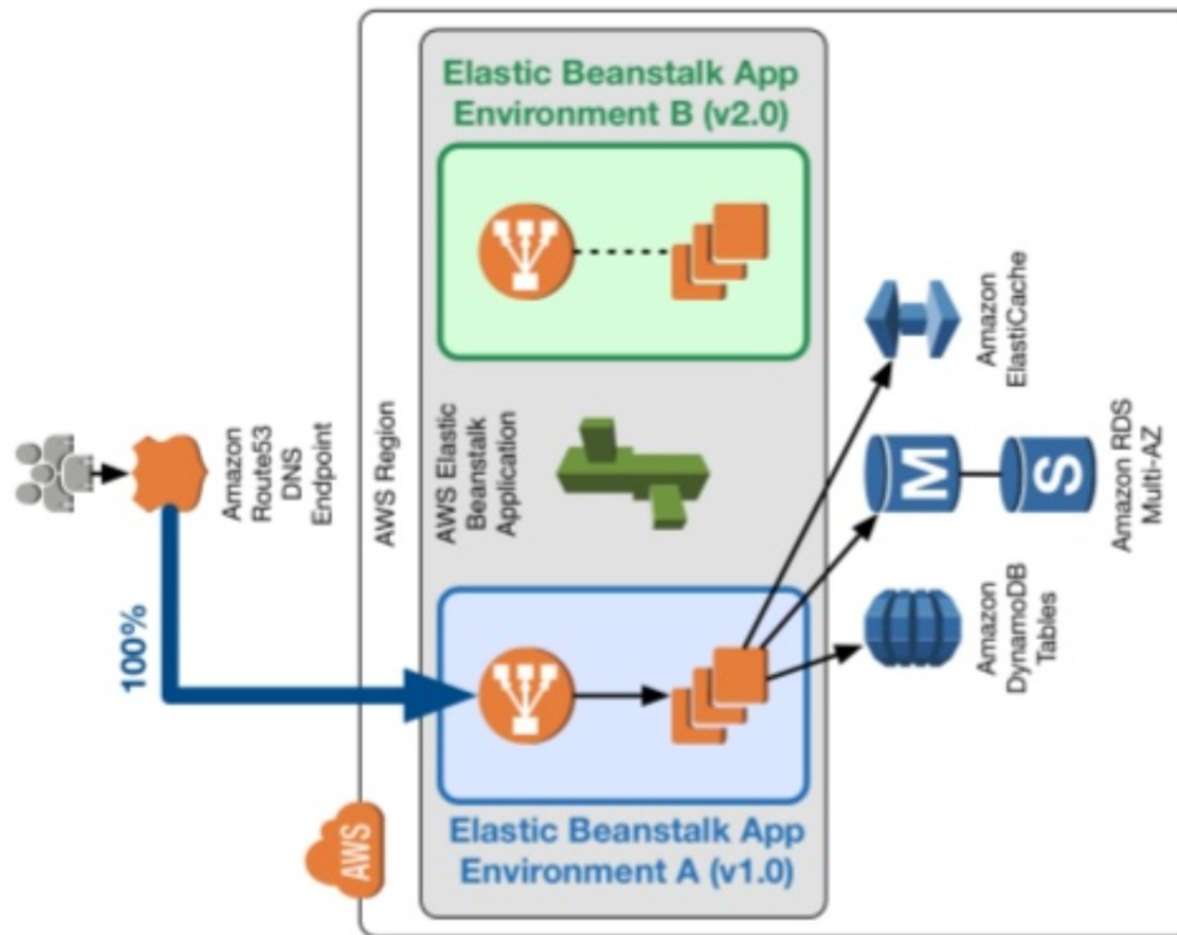 Elastic Beanstalk App
Environment B (v2.0)
Amazon
Route53
DNS
Endpoint
100%
AWS Region
AWS Elastic
Beanstalk
Application
AWS
Elastic Beanstalk App
Environment A (v1.0)
Amazon
ElastiCache
M
S
Amazon RDS
Multi-AZ
Amazon
DynamoDB
Tables